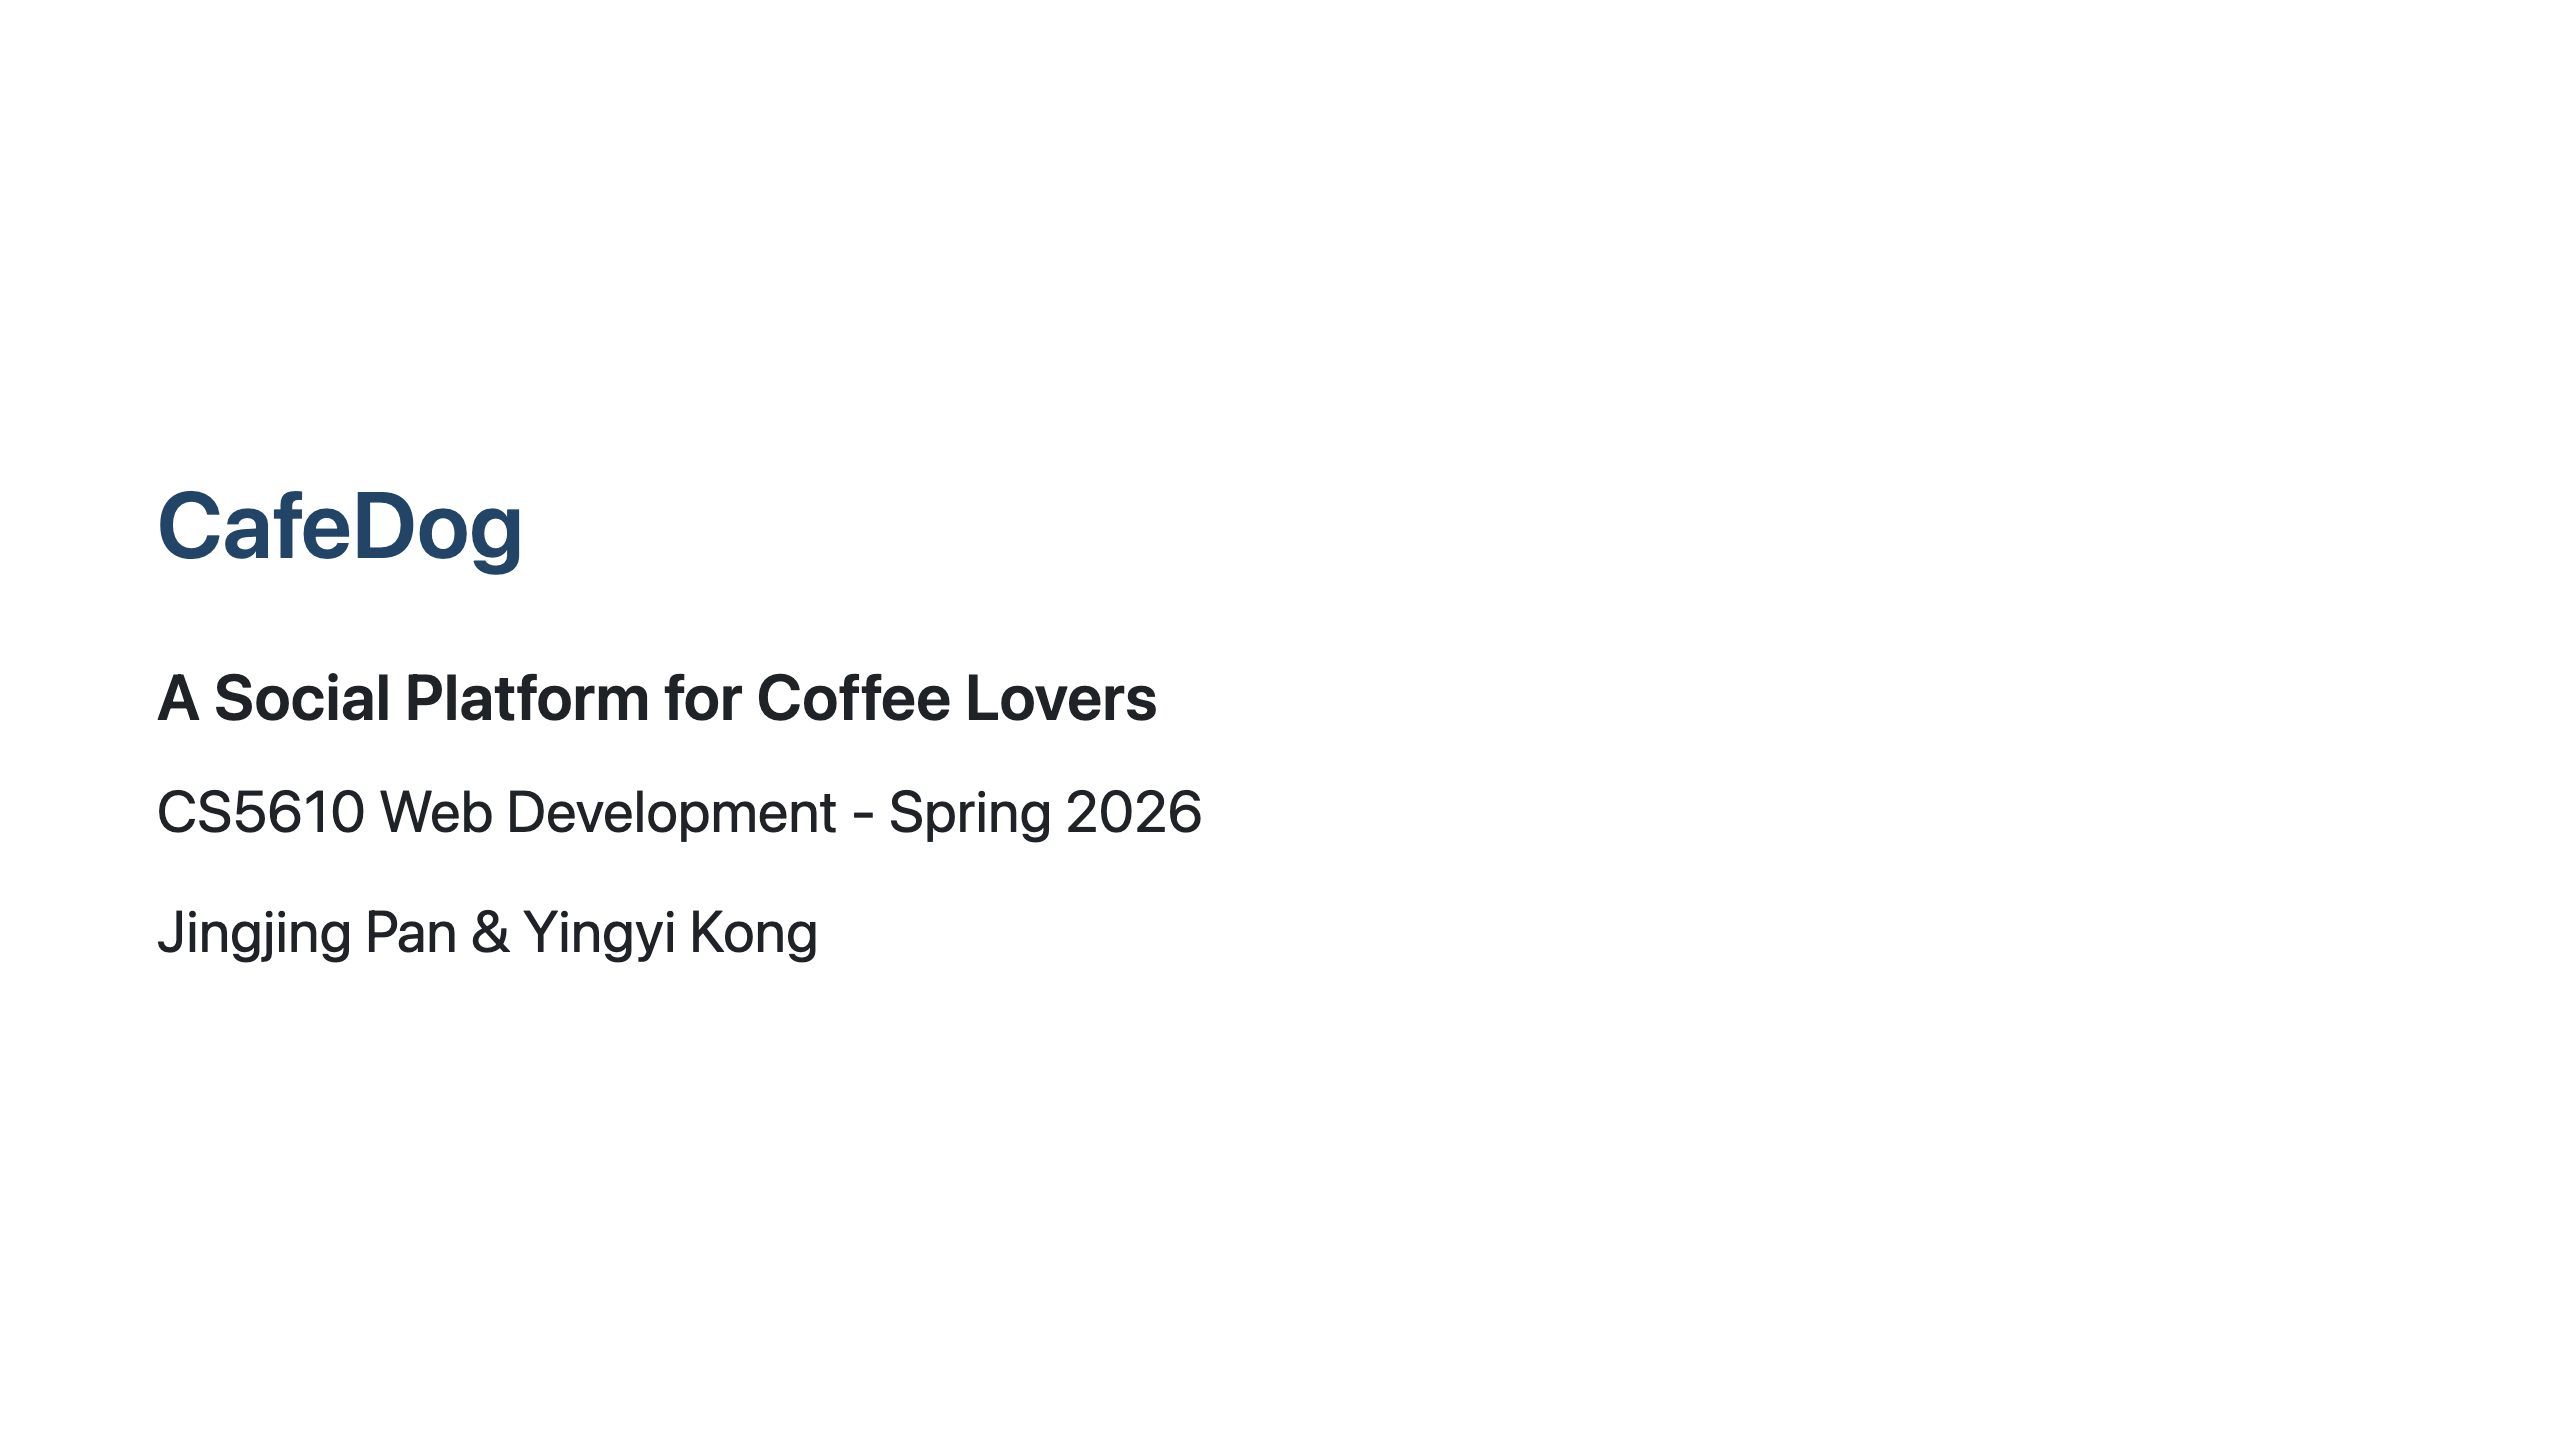 CafeDog
A Social Platform for Coffee Lovers
CS5610 Web Development - Spring 2026
Jingjing Pan & Yingyi Kong